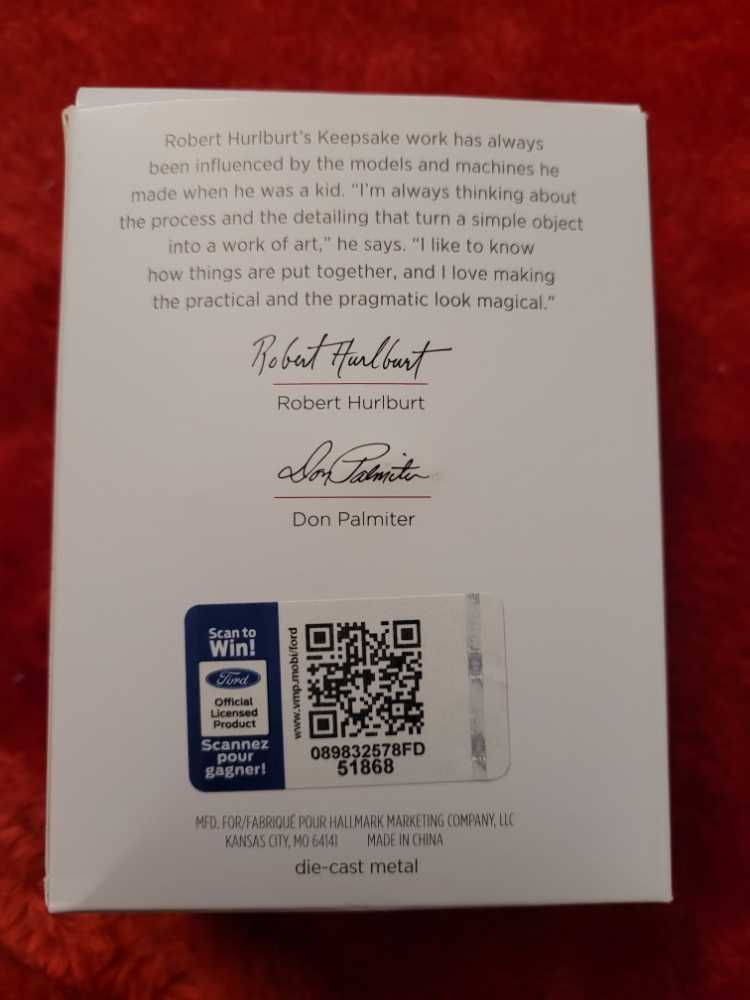 Robert Hurlburt's Keepsake work has always
been influenced by the models and machines he
made when he was a kid. "I'm always thinking about
the process and the detailing that turn a simple object
into a work of art," he says. "I like to know
how things are put together, and I love making
the practical and the pragmatic look magical."
Robert Hurlburt
Robert Hurlburt
Don Palmiter
Don Palmiter
Scan to
Win!
Ford
Official
Licensed
Product
Scannez
pour
gagner!
www.vmp.mobi/ford
089832578FD
51868
MFD. FOR/FABRIQUÉ POUR HALLMARK MARKETING COMPANY, LLC
KANSAS CITY, MO 64141 MADE IN CHINA
die-cast metal